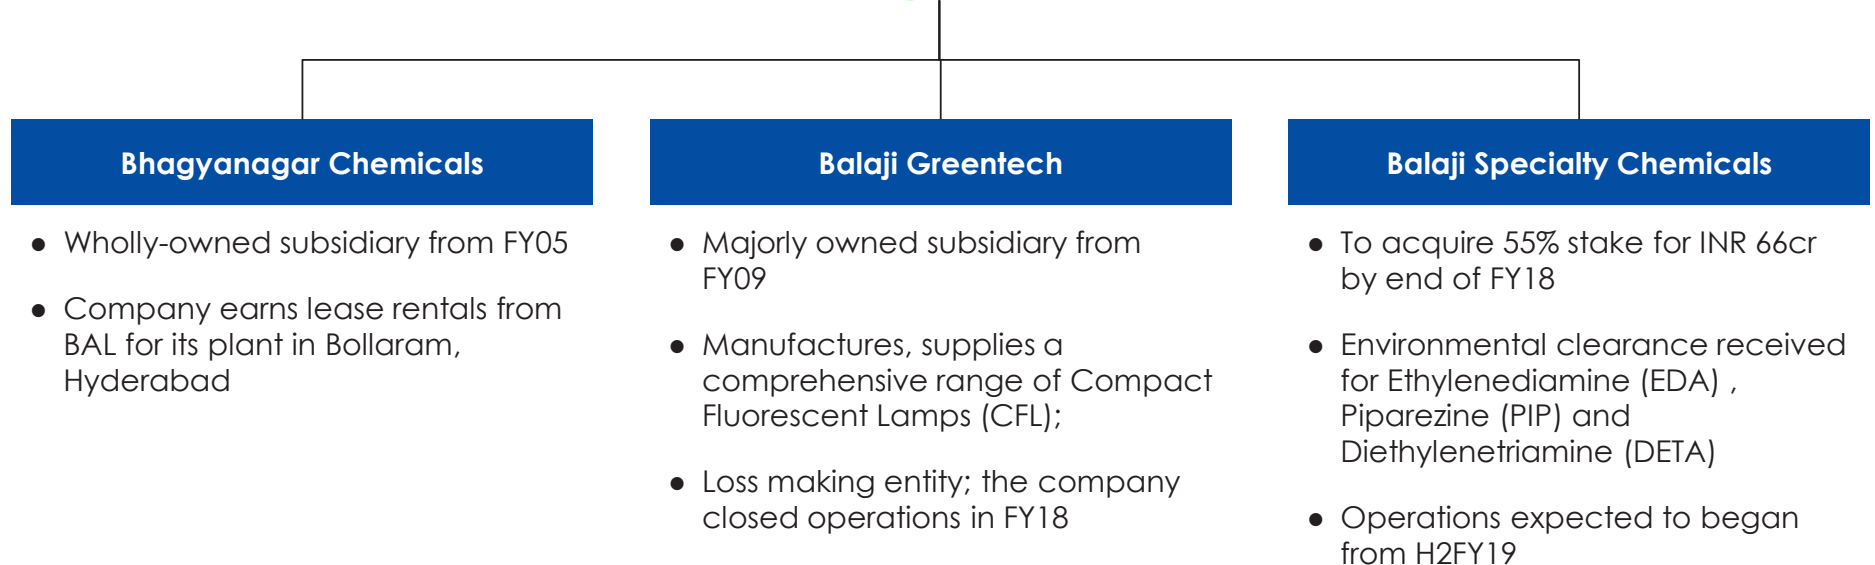 Bhagyanagar Chemicals
● Wholly-owned subsidiary from FY05
● Company earns lease rentals from
BAL for its plant in Bollaram,
Hyderabad
Balaji Greentech
● Majorly owned subsidiary from
FY09
● Manufactures, supplies a
comprehensive range of Compact
Fluorescent Lamps (CFL);
● Loss making entity; the company
closed operations in FY18
Balaji Specialty Chemicals
● To acquire 55% stake for INR 66cr
by end of FY18
● Environmental clearance received
for Ethylenediamine (EDA) ,
Piparezine (PIP) and
Diethylenetriamine (DETA)
● Operations expected to began
from H2FY19